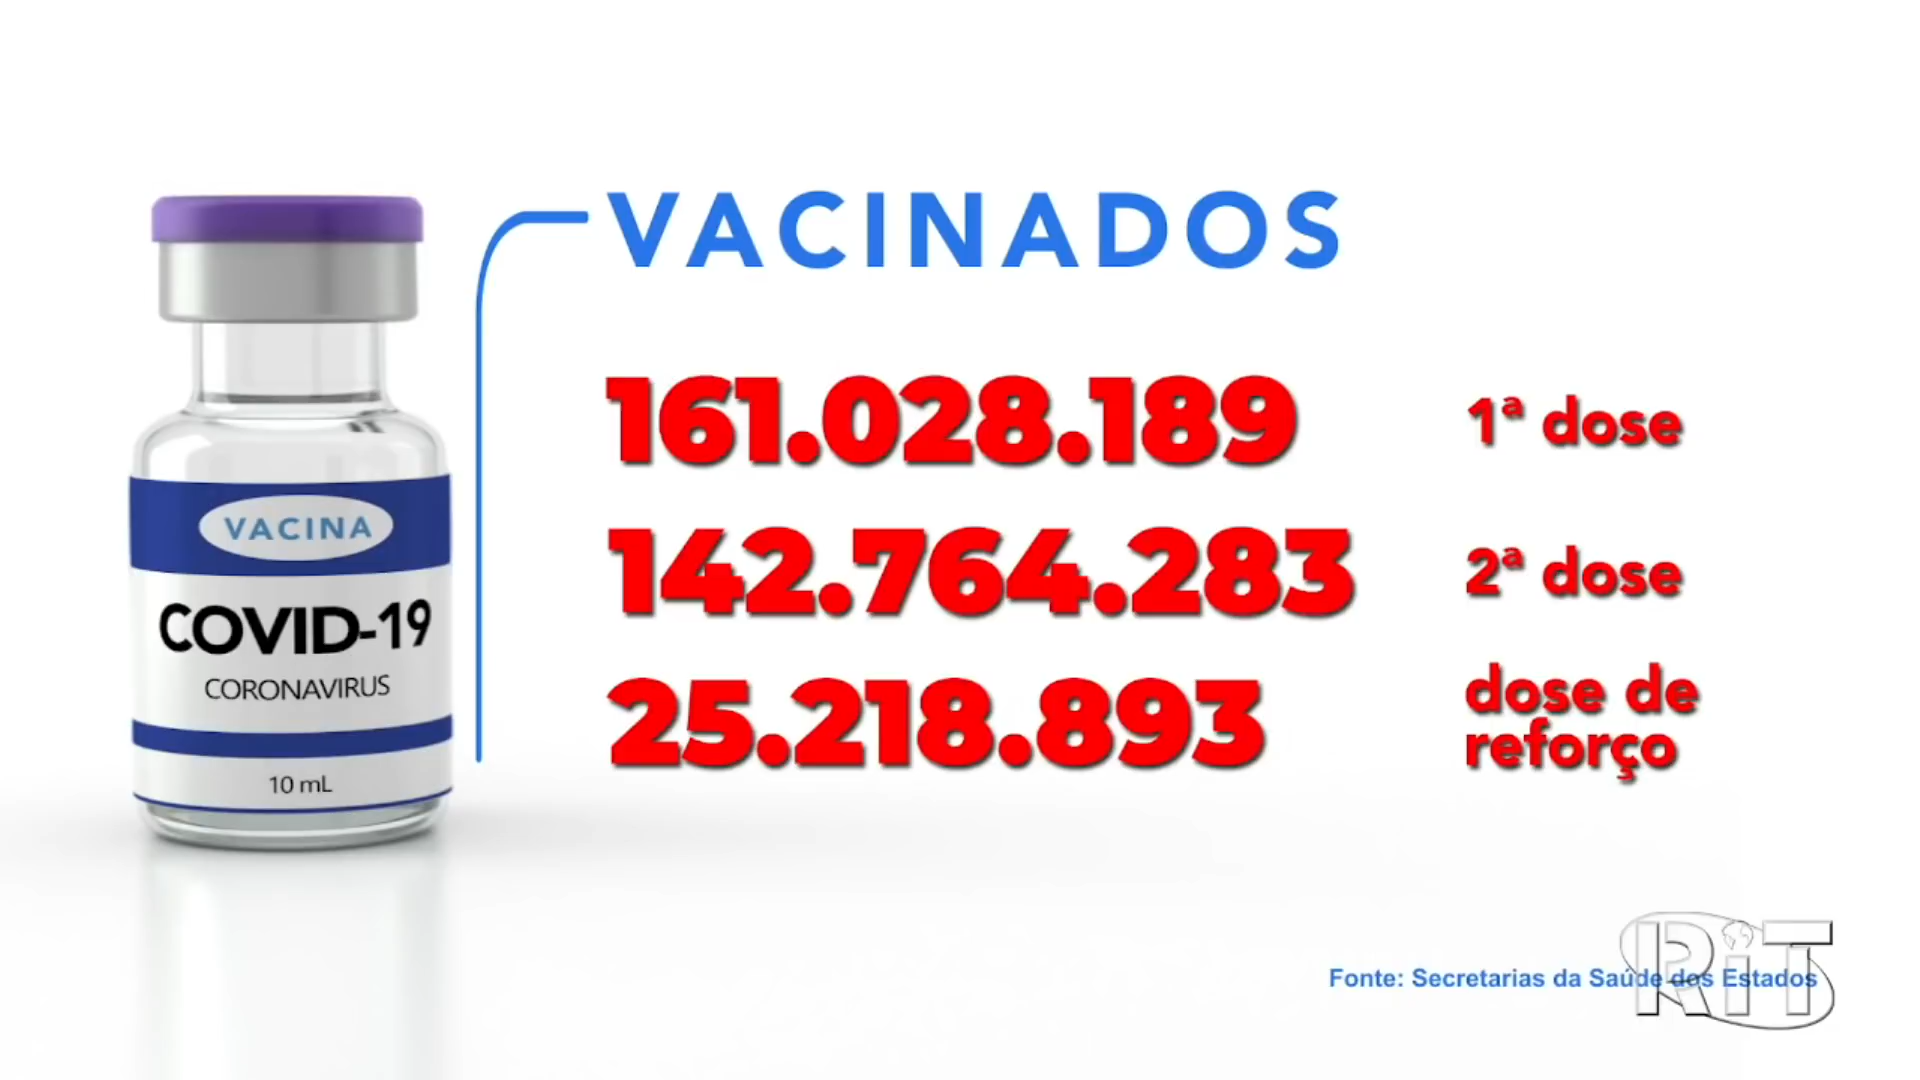 VACINADOS
161.028.189 1ª dose
142.764.283 2ª dose
25.218.893 dose de
reforço
VACINA
COVID-19
CORONAVIRUS
10 mL
Fonte: Secretarias da Saúde dos Estados
RiT